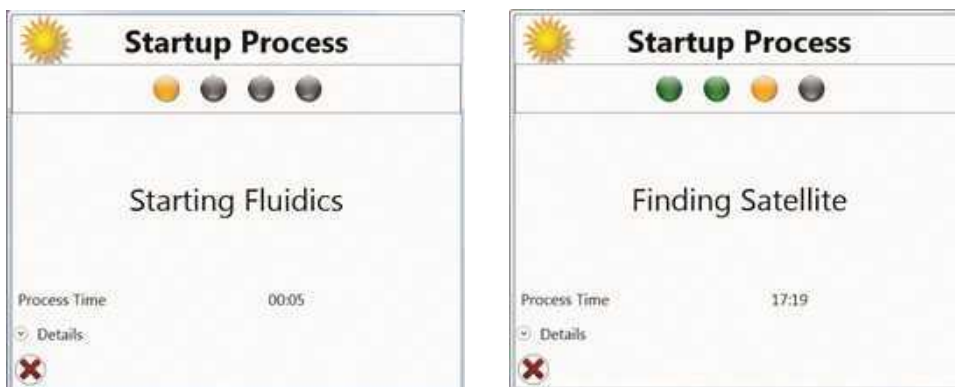 Startup Process
Starting Fluidics
Process Time 00:05
Details
Startup Process
Finding Satellite
Process Time 17:19
Details